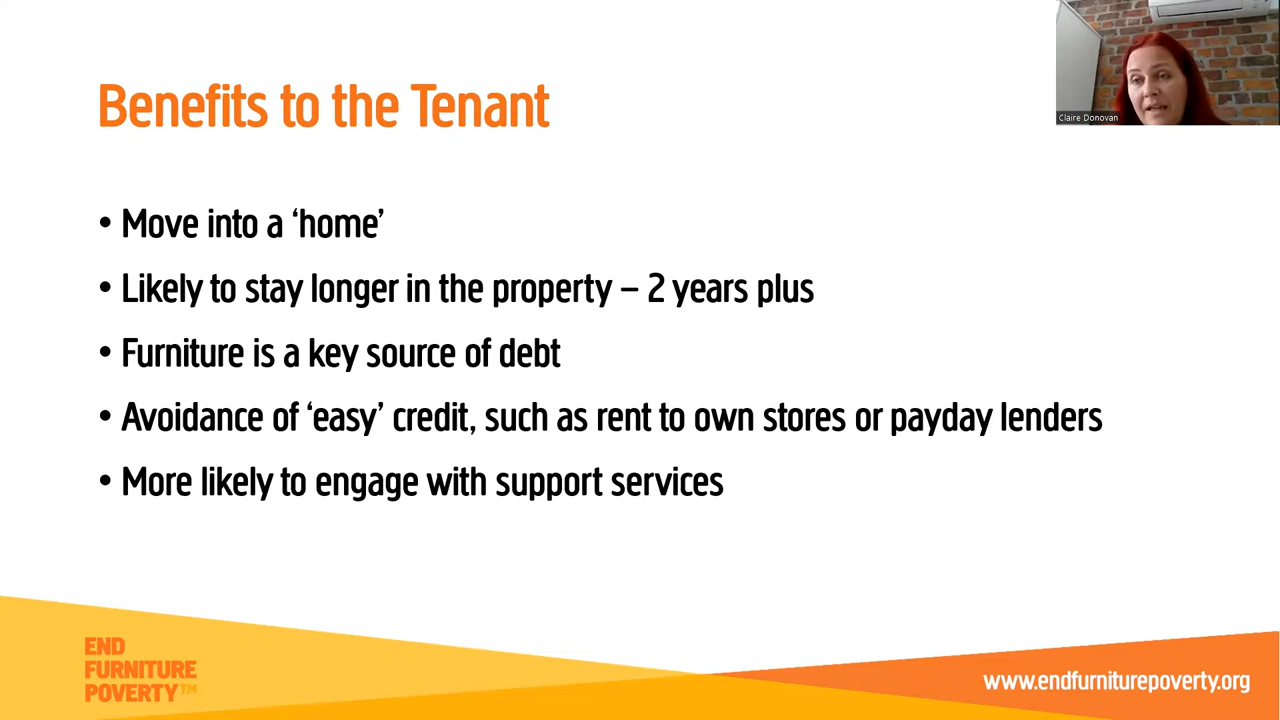 Benefits to the Tenant
Claire Donovan
• Move into a ‘home’
• Likely to stay longer in the property – 2 years plus
• Furniture is a key source of debt
• Avoidance of ‘easy’ credit, such as rent to own stores or payday lenders
• More likely to engage with support services
END
FURNITURE
POVERTY™
www.endfurniturepoverty.org